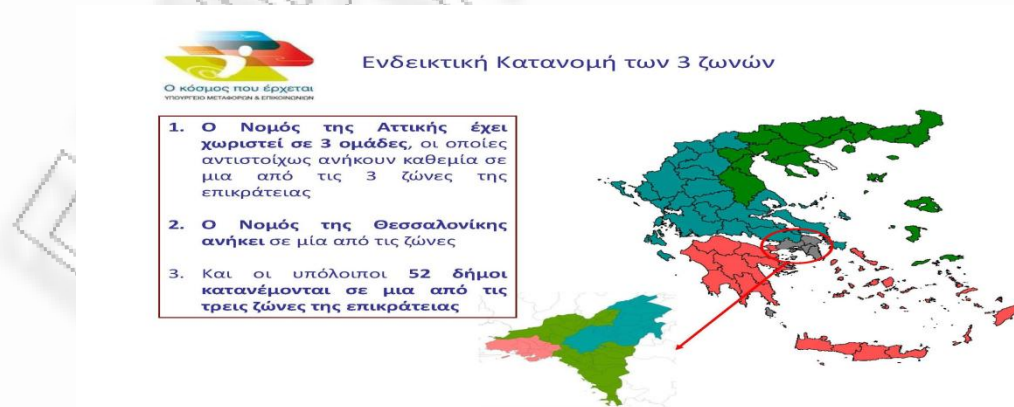 Ενδεικτική Κατανομή των 3 ζωνών
Ο κόσμος που έρχεται
ΥΠΟΥΡΓΕΙΟ ΜΕΤΑΦΟΡΩΝ & ΕΠΙΚΟΙΝΩΝΙΩΝ
1. Ο Νομός της Αττικής έχει
χωριστεί σε 3 ομάδες, οι οποίες
αντιστοίχως ανήκουν καθεμία σε
μια από τις 3 ζώνες της
επικράτειας
2. Ο Νομός της Θεσσαλονίκης
ανήκει σε μία από τις ζώνες
3. Και οι υπόλοιποι 52 δήμοι
κατανέμονται σε μια από τις
τρεις ζώνες της επικράτειας